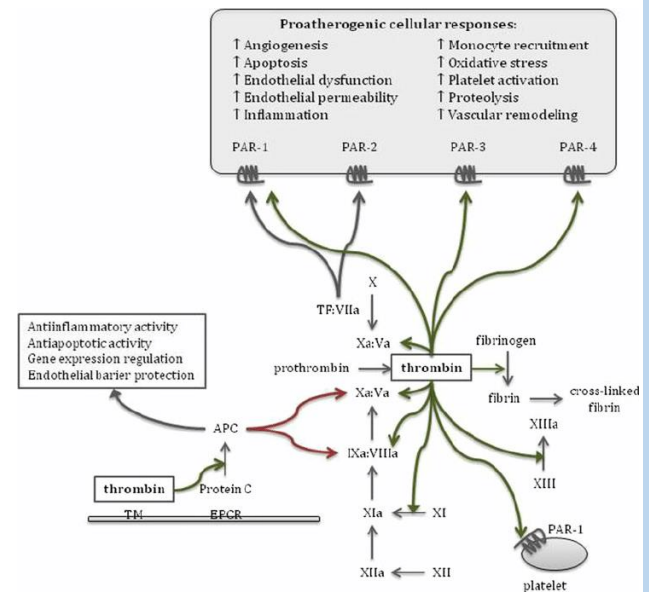 Proatherogenic cellular responses:
↑ Angiogenesis
↑ Apoptosis
↑ Endothelial dysfunction
↑ Endothelial permeability
↑ Inflammation
↑ Monocyte recruitment
↑ Oxidative stress
↑ Platelet activation
↑ Proteolysis
↑ Vascular remodeling
PAR-1 PAR-2 PAR-3 PAR-4
X
TF:VIIa
Antiinflammatory activity
Antiapoptotic activity
Gene expression regulation
Endothelial barier protection
Xa:Va
fibrinogen
prothrombin
thrombin
Xa:Va
fibrin
cross-linked
fibrin
APC
XIIIa
IXa:VIIIa
XIII
thrombin
Protein C
TM EPCR
XIa XI
PAR-1
XIIa XII
platelet